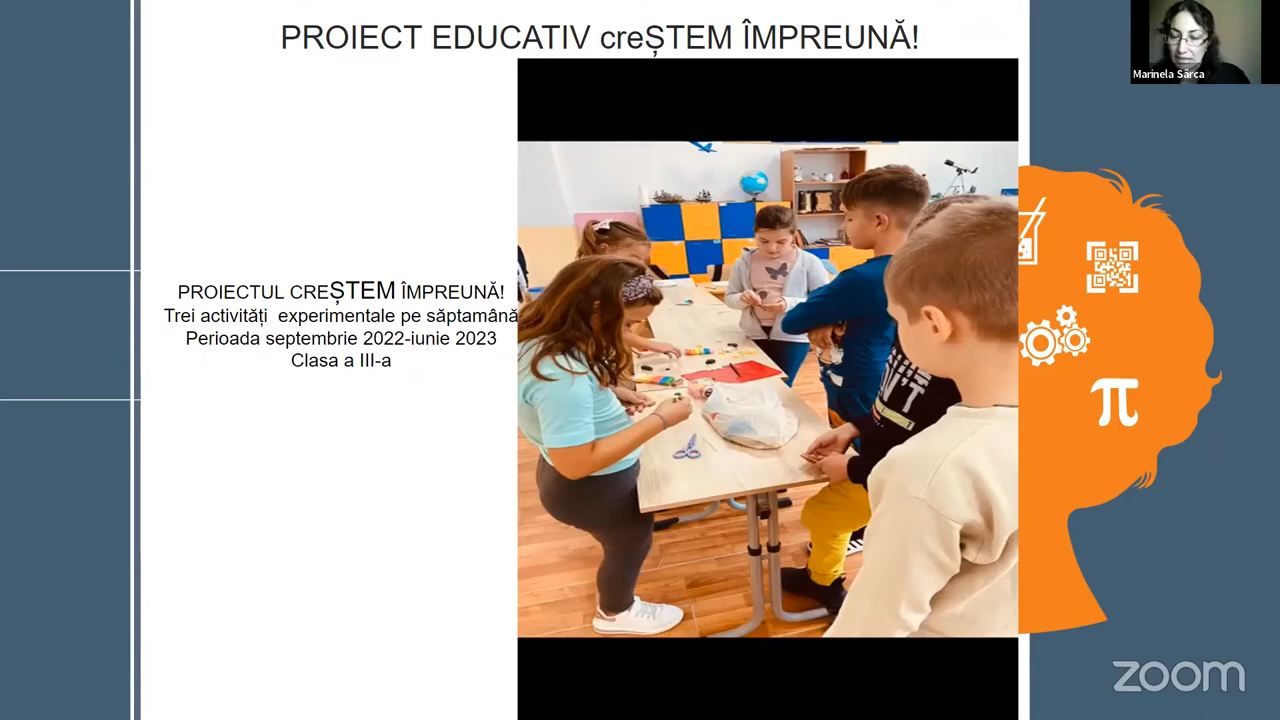 PROIECT EDUCATIV creȘTEM ÎMPREUNĂ!
Marinela Sârca
PROIECTUL CREȘTEM ÎMPREUNĂ!
Trei activități  experimentale pe săptamână
Perioada septembrie 2022-iunie 2023
Clasa a III-a
π
zoom